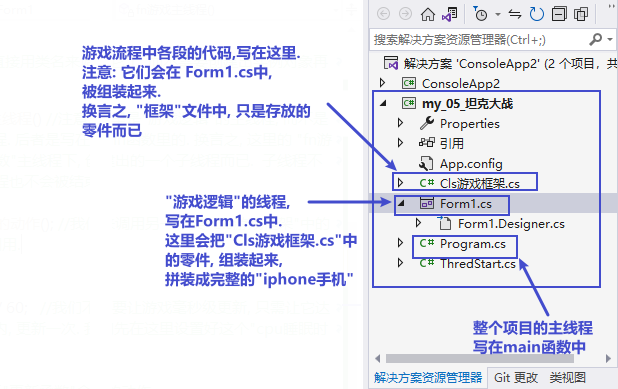 游戏流程中各段的代码,写在这里.
注意: 它们会在 Form1.cs中,
被组装起来.
换言之, "框架"文件中, 只是存放的
零件而已
"游戏逻辑"的线程,
写在Form1.cs中.
这里会把"Cls游戏框架.cs"中
的零件, 组装起来,
拼装成完整的"iphone手机"
搜索解决方案资源管理器(Ctrl+;)
解决方案 'ConsoleApp2' (2 个项目，共
ConsoleApp2
my_05_坦克大战
Properties
引用
App.config
C# Cls游戏框架.cs
Form1.cs
Form1.Designer.cs
C# Program.cs
C# ThredStart.cs
整个项目的主线程
写在main函数中
解决方案资源管理器 Git 更改 类视图